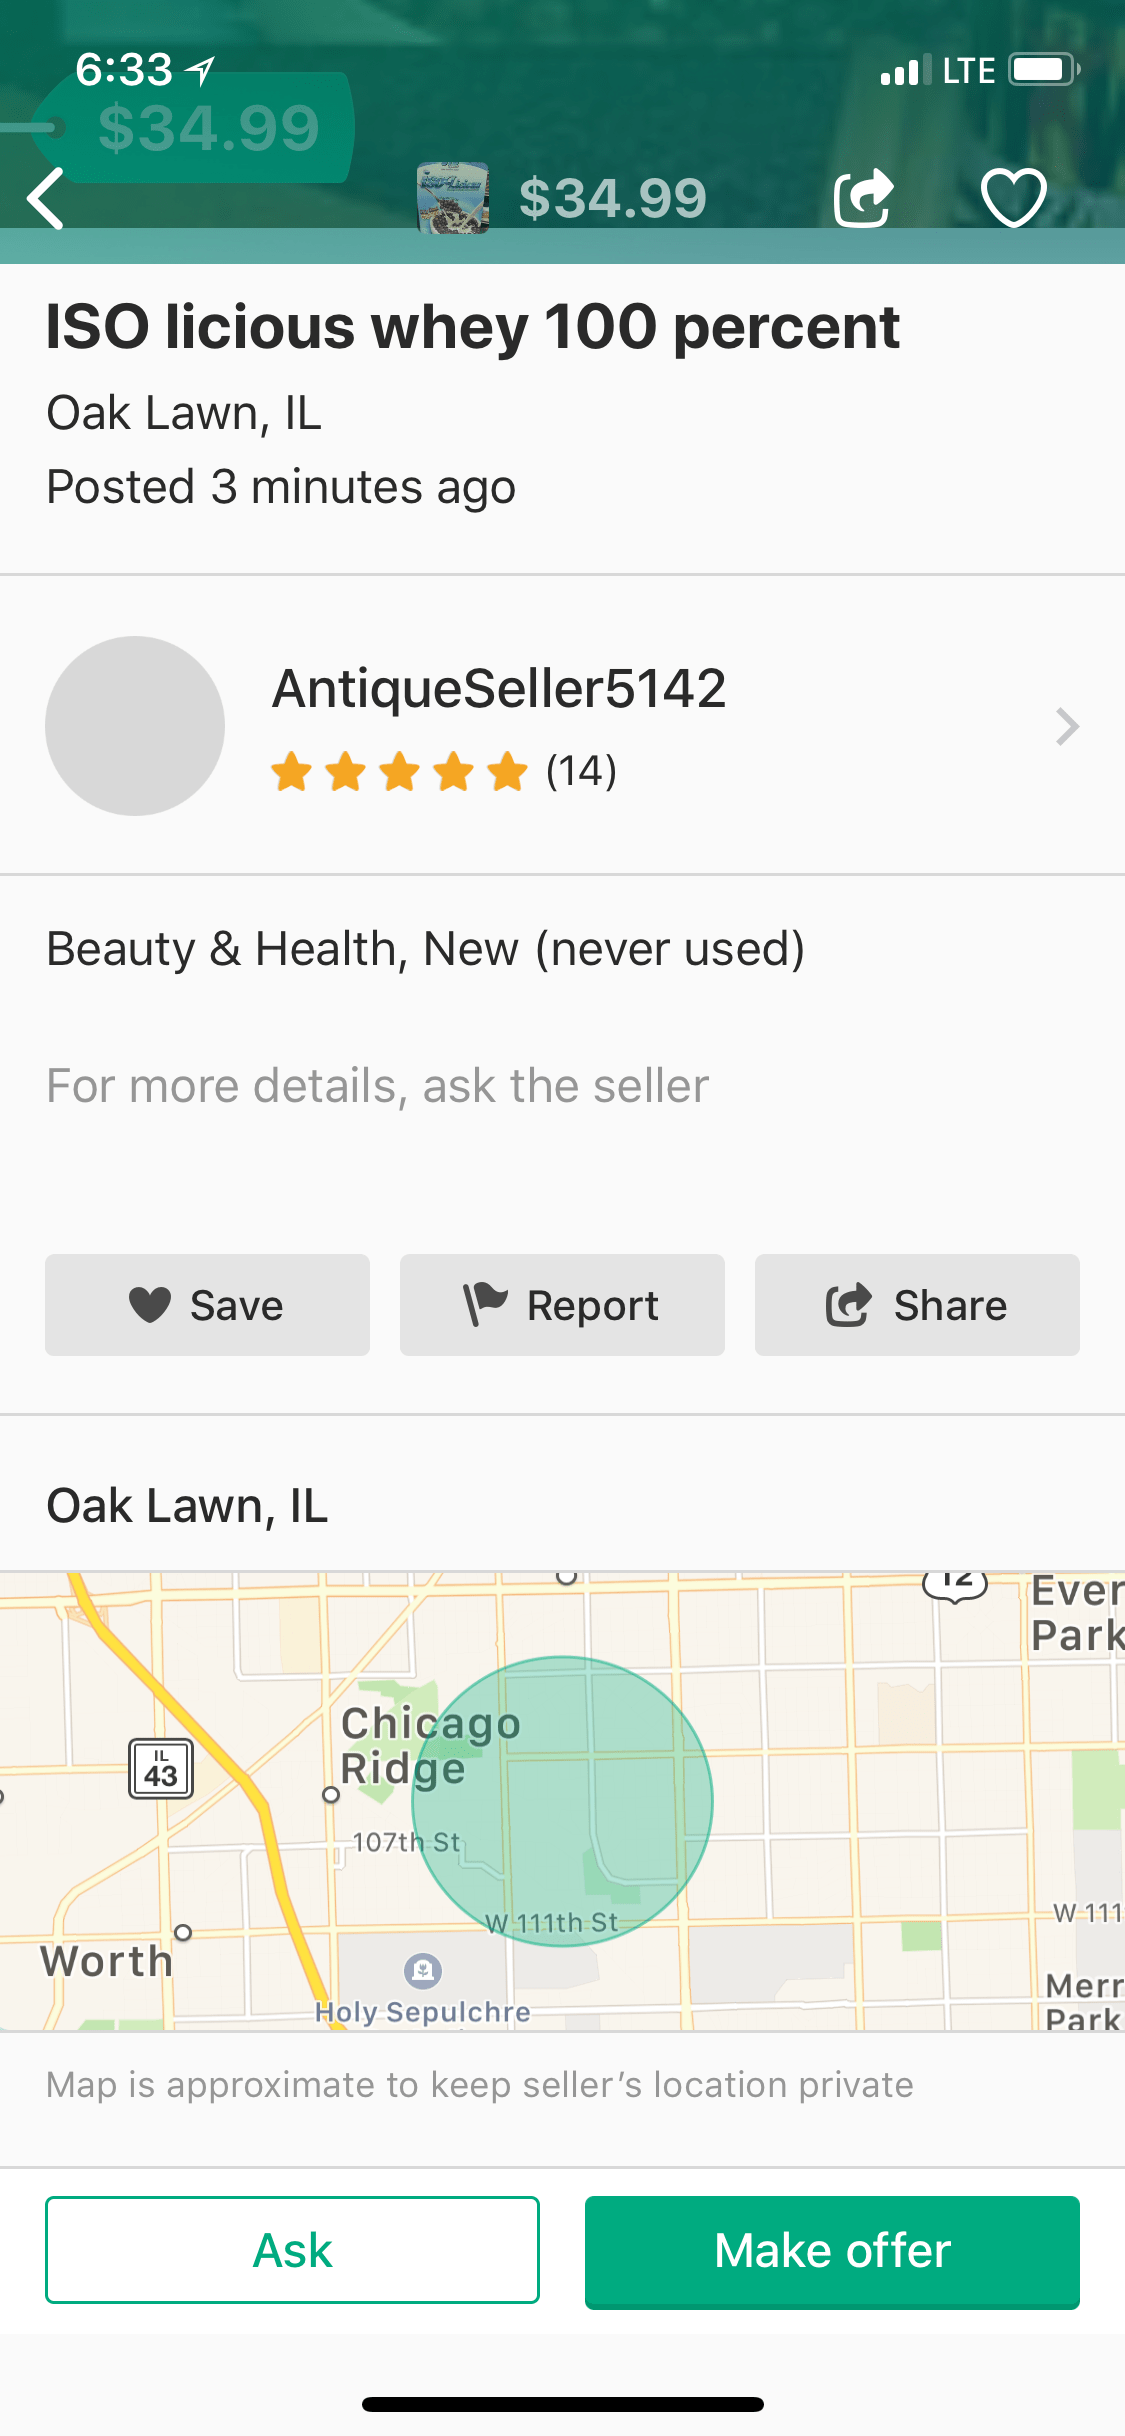 6:33
LTE
$34.99
$34.99
ISO licious whey 100 percent
Oak Lawn, IL
Posted 3 minutes ago
AntiqueSeller5142
(14)
Beauty & Health, New (never used)
For more details, ask the seller
Save
Report
Share
Oak Lawn, IL
12
Ever
Park
Chicago
Ridge
IL
43
107th St
W 111th St
W 111
Worth
Holy Sepulchre
Merr
Park
Map is approximate to keep seller's location private
Ask
Make offer